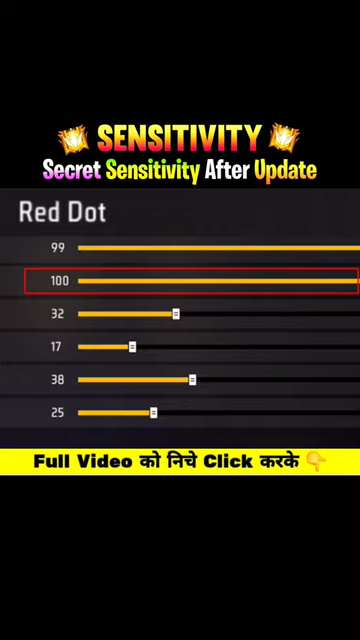 SENSITIVITY
Secret Sensitivity After Update
Red Dot
99
100
32
17
38
25
Full Video को निचे Click करके